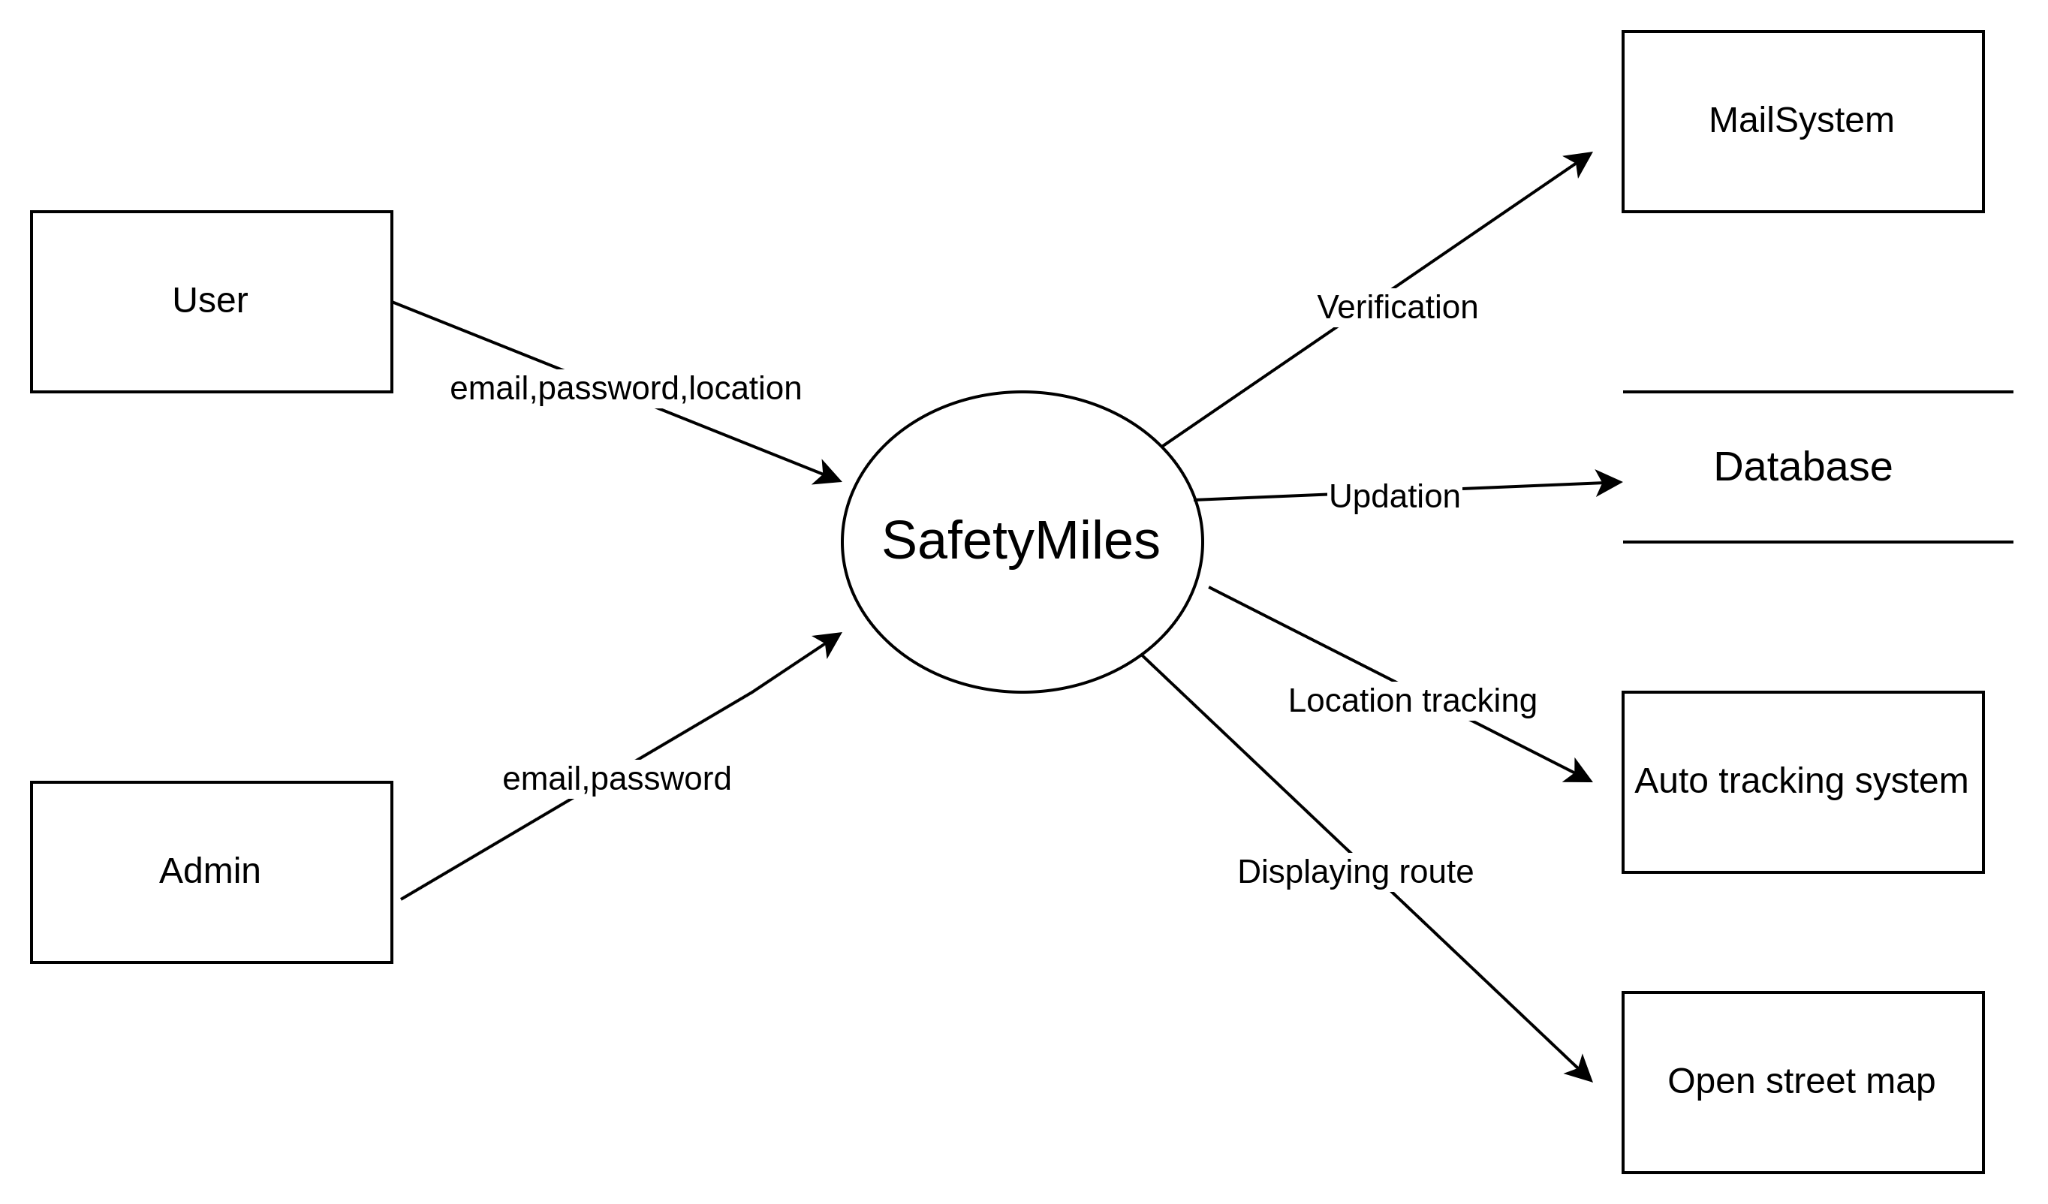 MailSystem
User
Verification
email,password,location
Database
Updation
SafetyMiles
Location tracking
email,password
Auto tracking system
Admin
Displaying route
Open street map